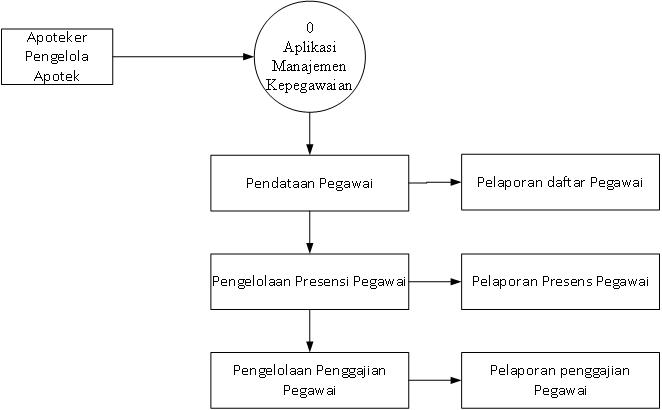 Apoteker
Pengelola
Apotek
0
Aplikasi
Manajemen
Kepegawaian
Pendataan Pegawai
Pelaporan daftar Pegawai
Pengelolaan Presensi Pegawai
Pelaporan Presens Pegawai
Pengelolaan Penggajian
Pegawai
Pelaporan penggajian
Pegawai